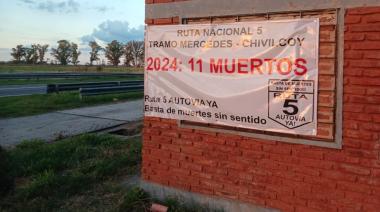 RUTA NACIONAL 5
TRAMO MERCEDES - CHIVILCOY
2024: 11 MUERTOS
Ruta 5 AUTOVIA YA
Basta de muertes sin sentido
RUTA
5
AUTOVIA
YA!